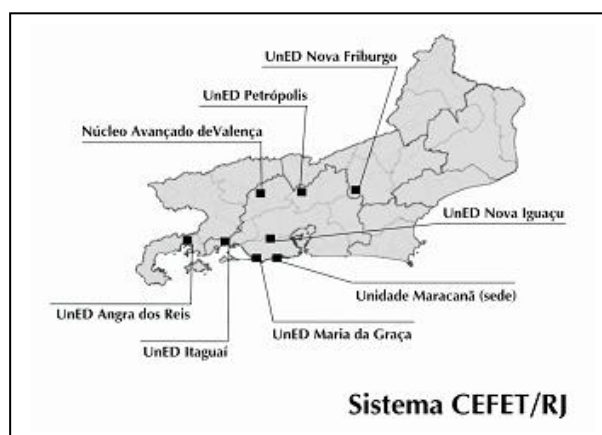 UnED Nova Friburgo
UnED Petrópolis
Núcleo Avançado deValença
UnED Nova Iguaçu
Unidade Maracanã (sede)
UnED Angra dos Reis
UnED Maria da Graça
UnED Itaguaí
Sistema CEFET/RJ